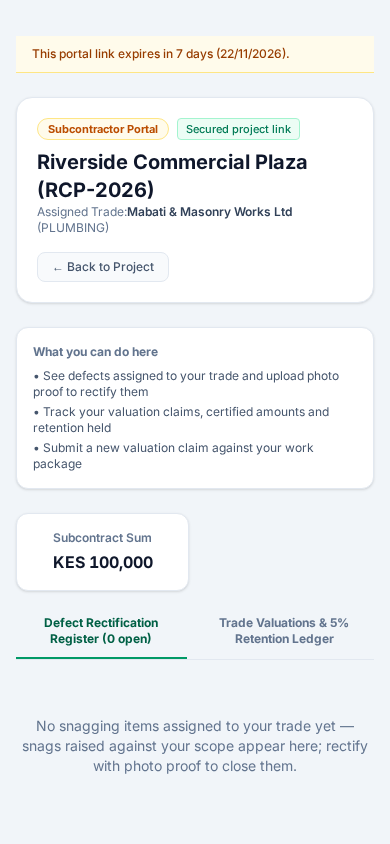 This portal link expires in 7 days (22/11/2026).
Subcontractor Portal
Secured project link
Riverside Commercial Plaza
(RCP-2026)
Assigned Trade:Mabati & Masonry Works Ltd
(PLUMBING)
← Back to Project
What you can do here
• See defects assigned to your trade and upload photo
proof to rectify them
• Track your valuation claims, certified amounts and
retention held
• Submit a new valuation claim against your work
package
Subcontract Sum
KES 100,000
Defect Rectification
Register (0 open)
Trade Valuations & 5%
Retention Ledger
No snagging items assigned to your trade yet —
snags raised against your scope appear here; rectify
with photo proof to close them.